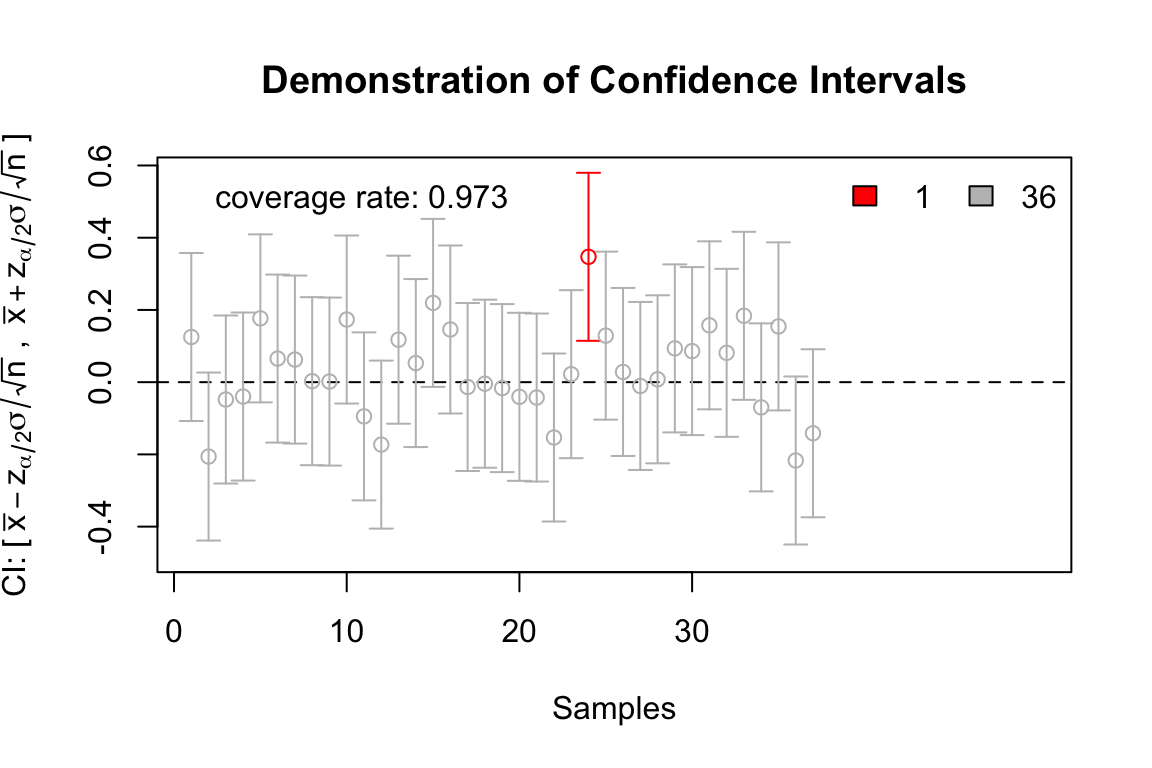 Demonstration of Confidence Intervals
CI: [ x̅ − z_{α/2}σ/√n , x̅ + z_{α/2}σ/√n ]
0.6
0.4
0.2
0.0
-0.4
coverage rate: 0.973
1
36
0
10
20
30
Samples